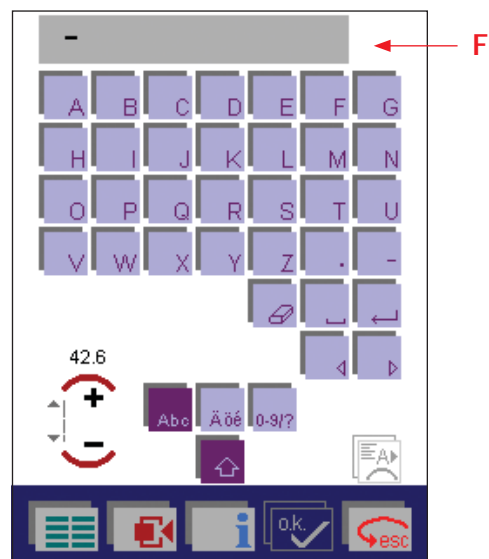 -
F
A B C D E F G
H I J K L M N
O P Q R S T U
V W X Y Z . -
42.6
+
Abc Äöé 0-9/?
-
A
i o.k. esc